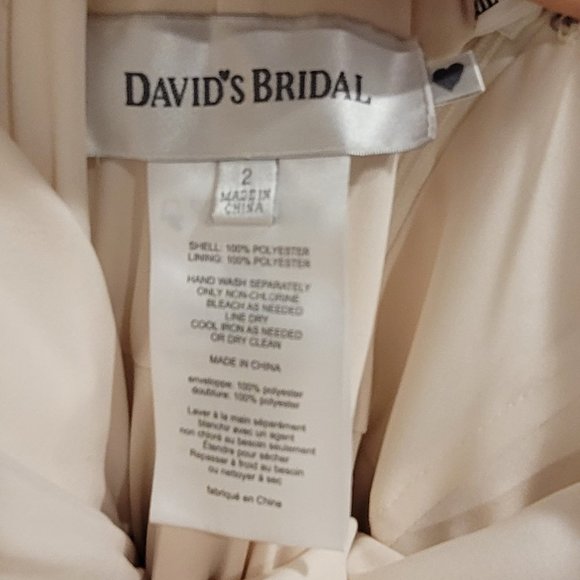 DAVID'S BRIDAL
2
MADE IN
CHINA
SHELL: 100% POLYESTER
LINING: 100% POLYESTER
HAND WASH SEPARATELY
ONLY NON-CHLORINE
BLEACH AS NEEDED
LINE DRY
COOL IRON AS NEEDED
OR DRY CLEAN
MADE IN CHINA
enveloppe: 100% polyester
doublure: 100% polyester
Laver à la main séparément
blanchir avec un agent
non chloré au besoin seulement
Étendre pour sécher
Repasser à froid au besoin
ou nettoyer à sec
fabriqué en Chine